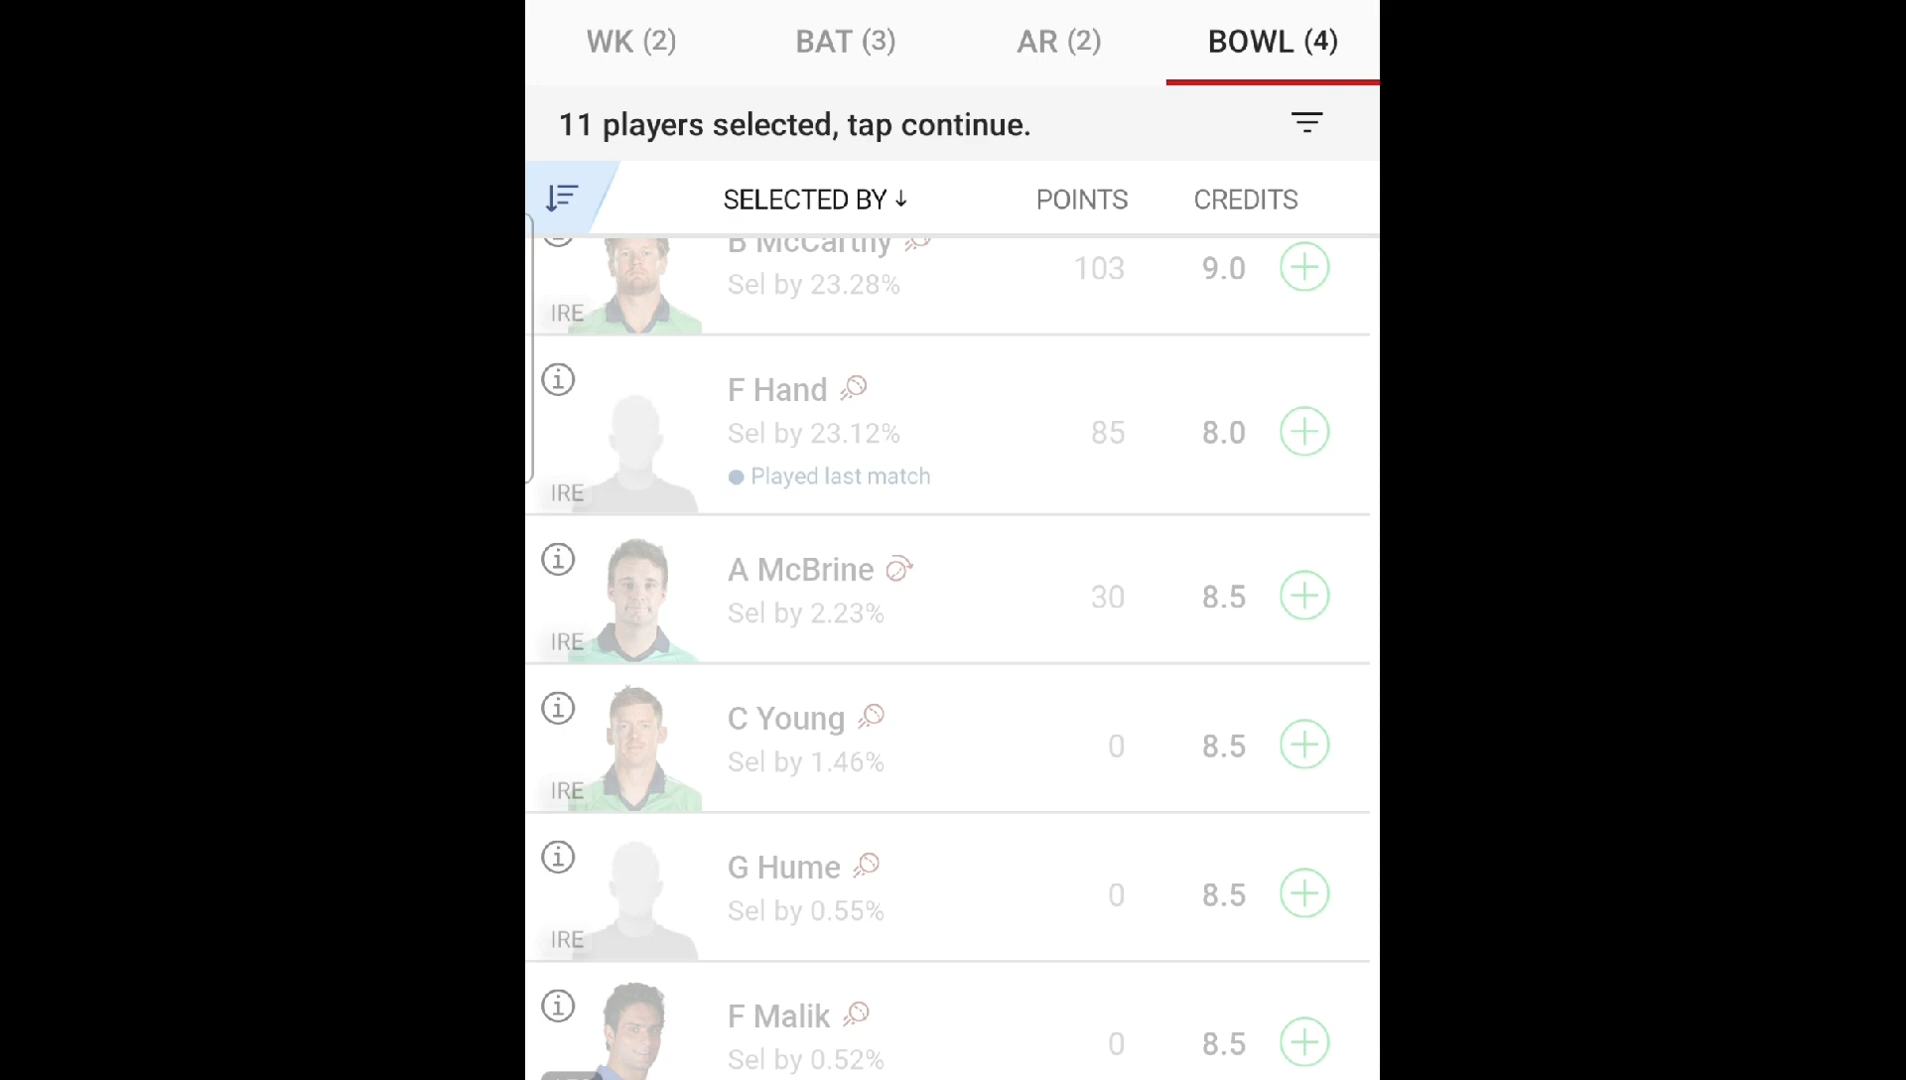 WK (2) BAT (3) AR (2) BOWL (4)
11 players selected, tap continue.
SELECTED BY ↓ POINTS CREDITS
B McCarthy
Sel by 23.28% 103 9.0
IRE
F Hand
Sel by 23.12% 85 8.0
Played last match
IRE
A McBrine
Sel by 2.23% 30 8.5
IRE
C Young
Sel by 1.46% 0 8.5
IRE
G Hume
Sel by 0.55% 0 8.5
IRE
F Malik
Sel by 0.52% 0 8.5